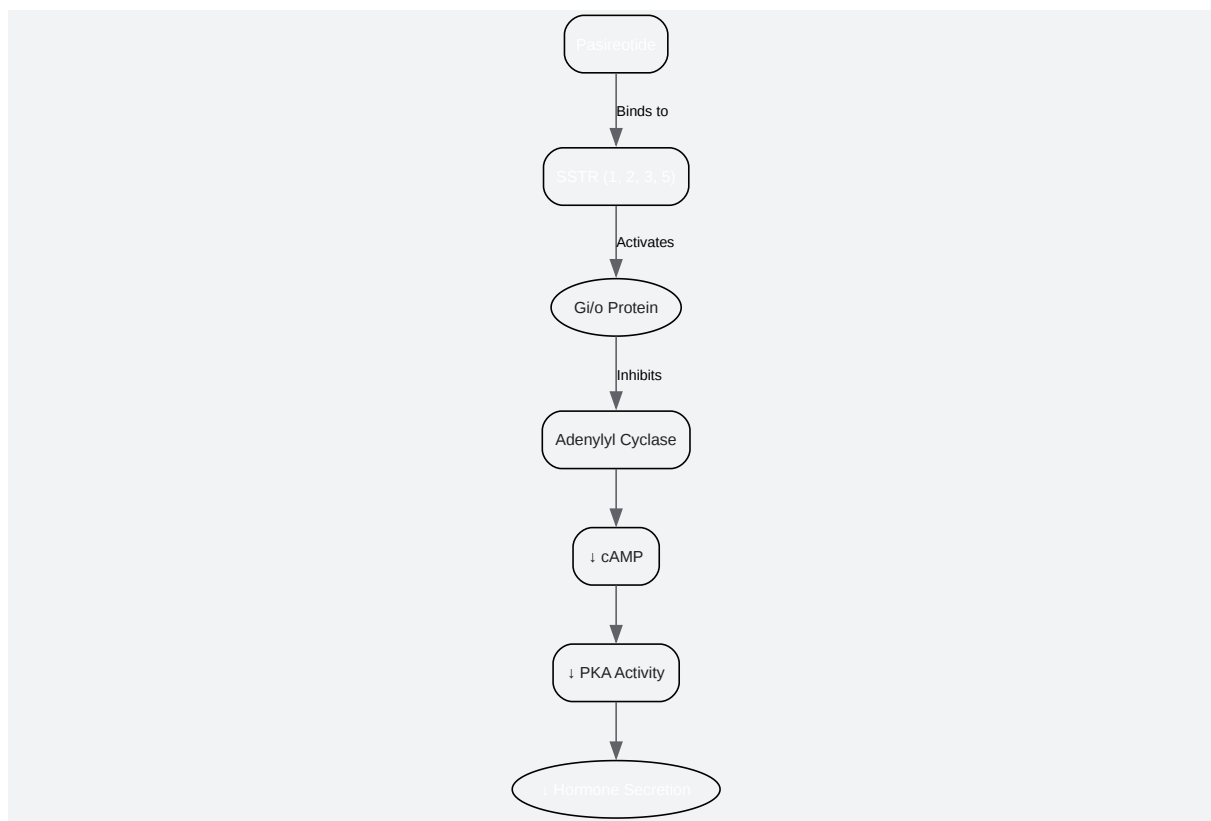 Pasireotide
Binds to
SSTR (1, 2, 3, 5)
Activates
Gi/o Protein
Inhibits
Adenylyl Cyclase
↓ cAMP
↓ PKA Activity
↓ Hormone Secretion